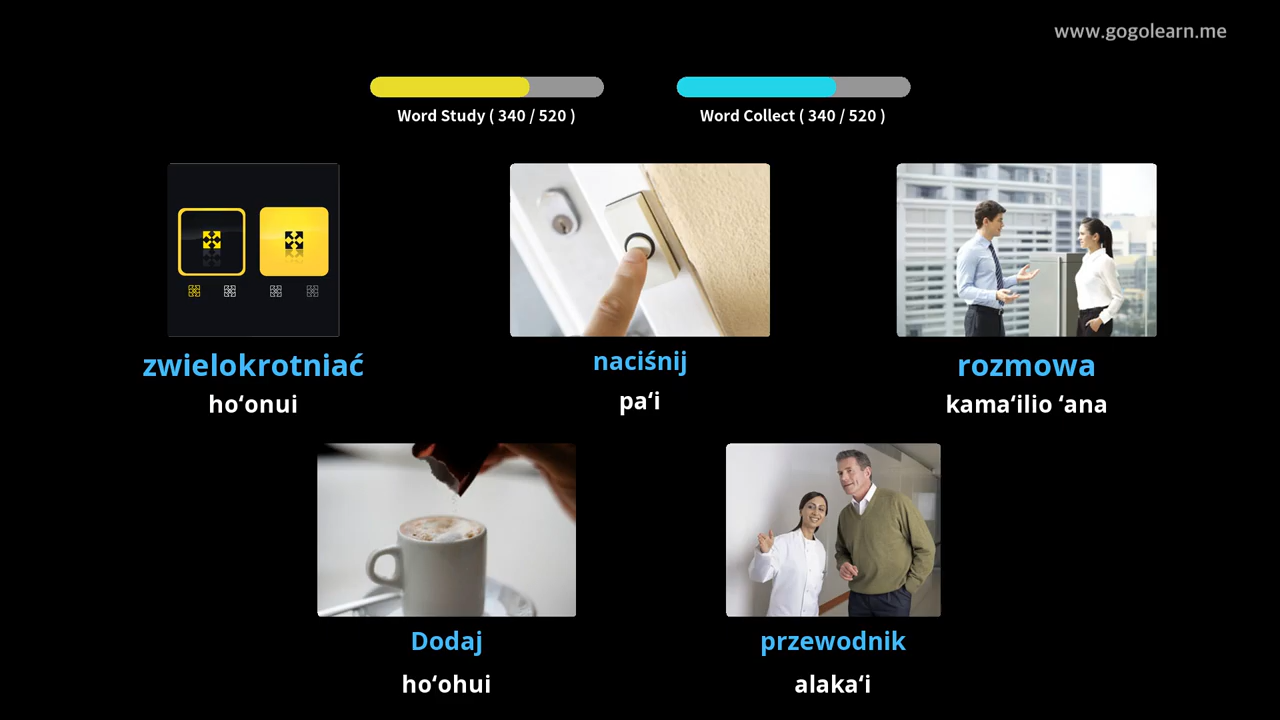 www.gogolearn.me
Word Study ( 340 / 520 )
Word Collect ( 340 / 520 )
zwielokrotniać
hoʻonui
naciśnij
paʻi
rozmowa
kamaʻilio ʻana
Dodaj
hoʻohui
przewodnik
alakaʻi